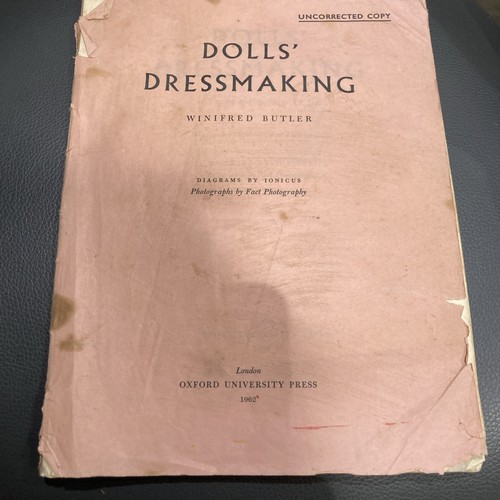 UNCORRECTED COPY
DOLLS'
DRESSMAKING
WINIFRED BUTLER
DIAGRAMS BY IONICUS
Photographs by Fact Photography
London
OXFORD UNIVERSITY PRESS
1962